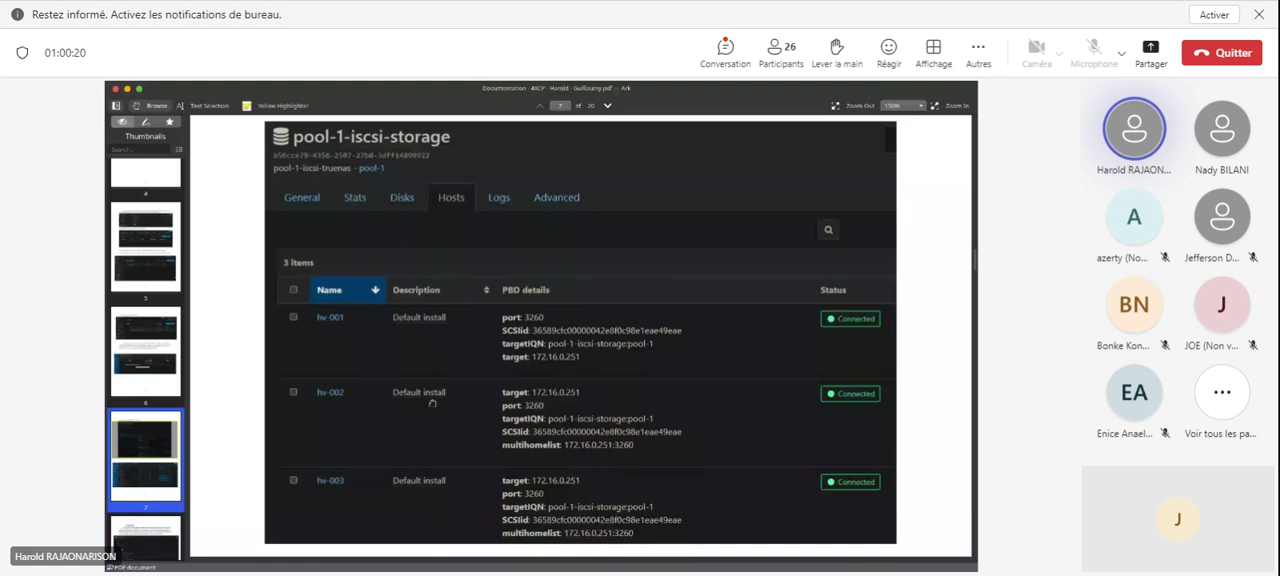 Restez informé. Activez les notifications de bureau.
Activer
01:00:20
Conversation
26
Participants
Lever la main
Réagir
Affichage
Autres
Caméra
Microphone
Partager
Quitter
Documentation - 4XCP - Harold - Guillaumy.pdf — Ark
Browse
Text Selection
Yellow Highlighter
7 of 20
Zoom Out
138%
Zoom In
Thumbnails
Search...
4
5
6
7
pool-1-iscsi-storage
pool-1-iscsi-truenas - pool-1
General
Stats
Disks
Hosts
Logs
Advanced
3 items
Name
Description
PBD details
Status
hv-001
Default install
port: 3260
SCSIid: 36589cfc00000042e8f0c98e1eae49eae
targetIQN: pool-1-iscsi-storage:pool-1
target: 172.16.0.251
Connected
hv-002
Default install
target: 172.16.0.251
port: 3260
targetIQN: pool-1-iscsi-storage:pool-1
SCSIid: 36589cfc00000042e8f0c98e1eae49eae
multihomelist: 172.16.0.251:3260
Connected
hv-003
Default install
target: 172.16.0.251
port: 3260
targetIQN: pool-1-iscsi-storage:pool-1
SCSIid: 36589cfc00000042e8f0c98e1eae49eae
multihomelist: 172.16.0.251:3260
Connected
Harold RAJAON...
Nady BILANI
A
azerty (No...
Jefferson D...
BN
Bonke Kon...
J
JOE (Non v...
EA
Enice Anael...
Voir tous les pa...
J
Harold RAJAONARISON
PDF document